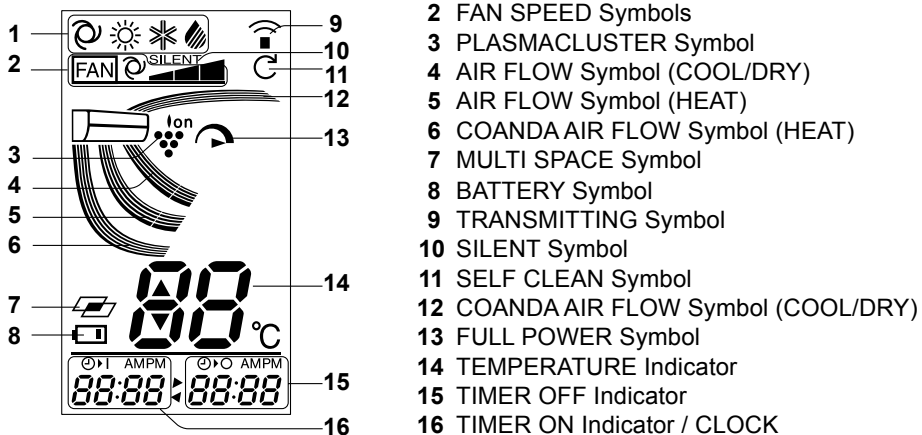 1
2
3
4
5
6
7
8
FAN
SILENT
Ion
88
°C
I AMPM
88:88
O AMPM
88:88
9
10
11
12
13
14
15
16
2 FAN SPEED Symbols
3 PLASMACLUSTER Symbol
4 AIR FLOW Symbol (COOL/DRY)
5 AIR FLOW Symbol (HEAT)
6 COANDA AIR FLOW Symbol (HEAT)
7 MULTI SPACE Symbol
8 BATTERY Symbol
9 TRANSMITTING Symbol
10 SILENT Symbol
11 SELF CLEAN Symbol
12 COANDA AIR FLOW Symbol (COOL/DRY)
13 FULL POWER Symbol
14 TEMPERATURE Indicator
15 TIMER OFF Indicator
16 TIMER ON Indicator / CLOCK